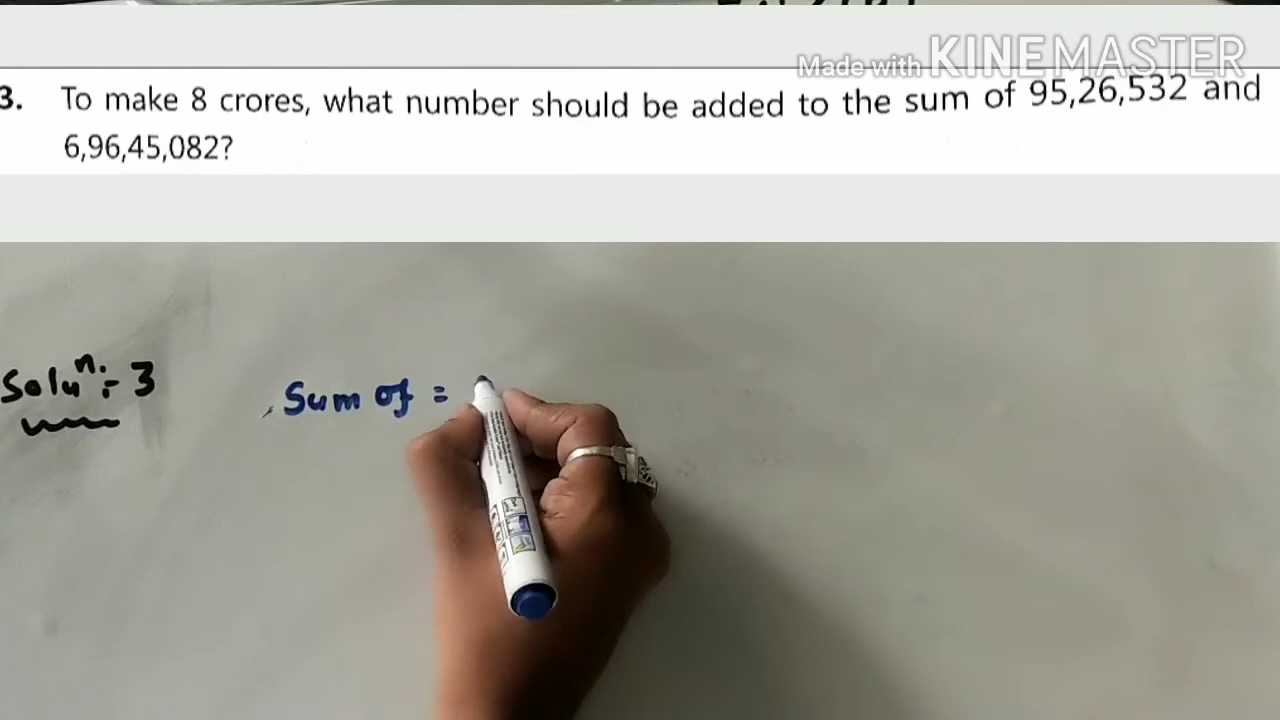 Made with KINEMASTER
3. To make 8 crores, what number should be added to the sum of 95,26,532 and
6,96,45,082?
Soluⁿ:- 3
Sum of =